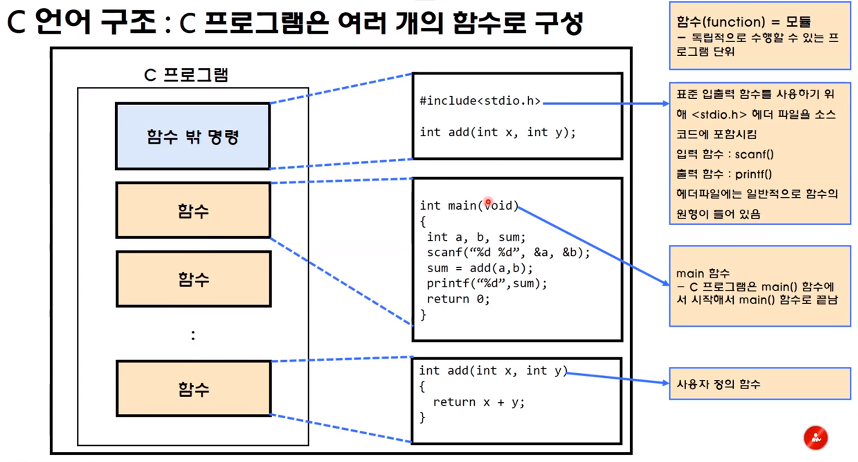 C 언어 구조 : C 프로그램은 여러 개의 함수로 구성
C 프로그램
함수 밖 명령
함수
함수
:
함수
#include<stdio.h>
int add(int x, int y);
int main(void)
{
int a, b, sum;
scanf(“%d %d”, &a, &b);
sum = add(a,b);
printf(“%d”,sum);
return 0;
}
int add(int x, int y)
{
return x + y;
}
함수(function) = 모듈
– 독립적으로 수행할 수 있는 프
로그램 단위
표준 입출력 함수를 사용하기 위
해 <stdio.h> 헤더 파일을 소스
코드에 포함시킴
입력 함수 : scanf()
출력 함수 : printf()
헤더파일에는 일반적으로 함수의
원형이 들어 있음
main 함수
– C 프로그램은 main() 함수에
서 시작해서 main() 함수로 끝남
사용자 정의 함수